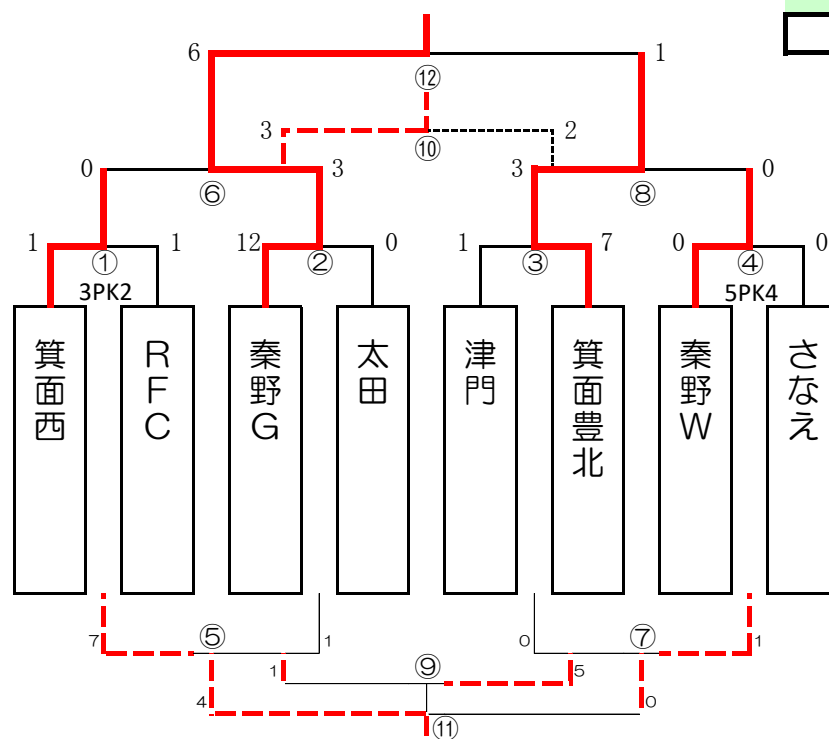 6 1
⑫
3 2
⑩
0 3 3 0
⑥ ⑧
1 1 12 0 1 7 0 0
① ② ③ ④
3PK2 5PK4
箕面西
RFC
秦野G
太田
津門
箕面豊北
秦野W
さなえ
7 ⑤ 1 0 ⑦ 1
1 ⑨ 5
4 0
⑪